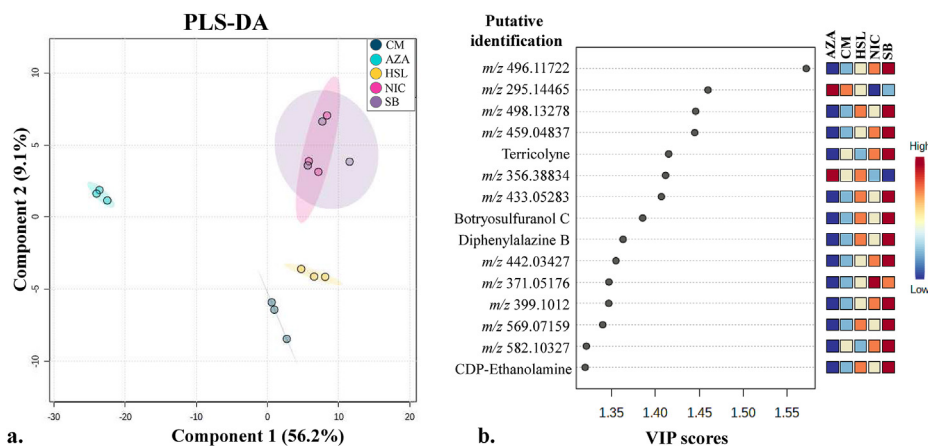 PLS-DA
CM
AZA
HSL
NIC
SB
Component 2 (9.1%)
10
5
0
-5
-10
-30
-20
-10
0
10
20
Component 1 (56.2%)
a.
Putative
identification
m/z 496.11722
m/z 295.14465
m/z 498.13278
m/z 459.04837
Terricolyne
m/z 356.38834
m/z 433.05283
Botryosulfuranol C
Diphenylalazine B
m/z 442.03427
m/z 371.05176
m/z 399.1012
m/z 569.07159
m/z 582.10327
CDP-Ethanolamine
1.35
1.40
1.45
1.50
1.55
VIP scores
b.
AZA
CM
HSL
NIC
SB
High
Low